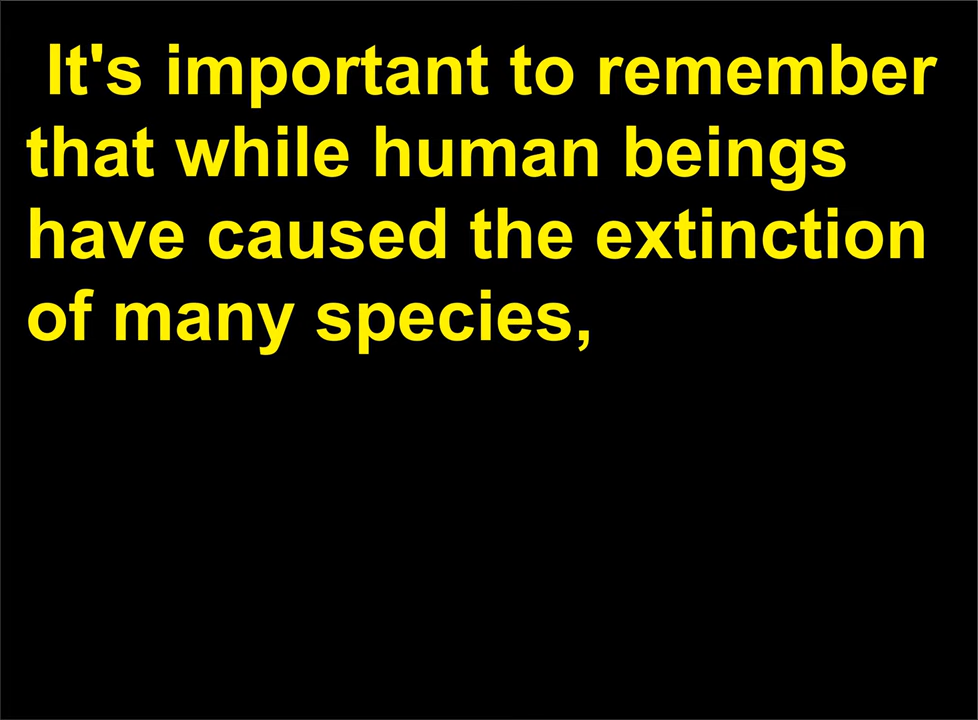 It's important to remember
that while human beings
have caused the extinction
of many species,